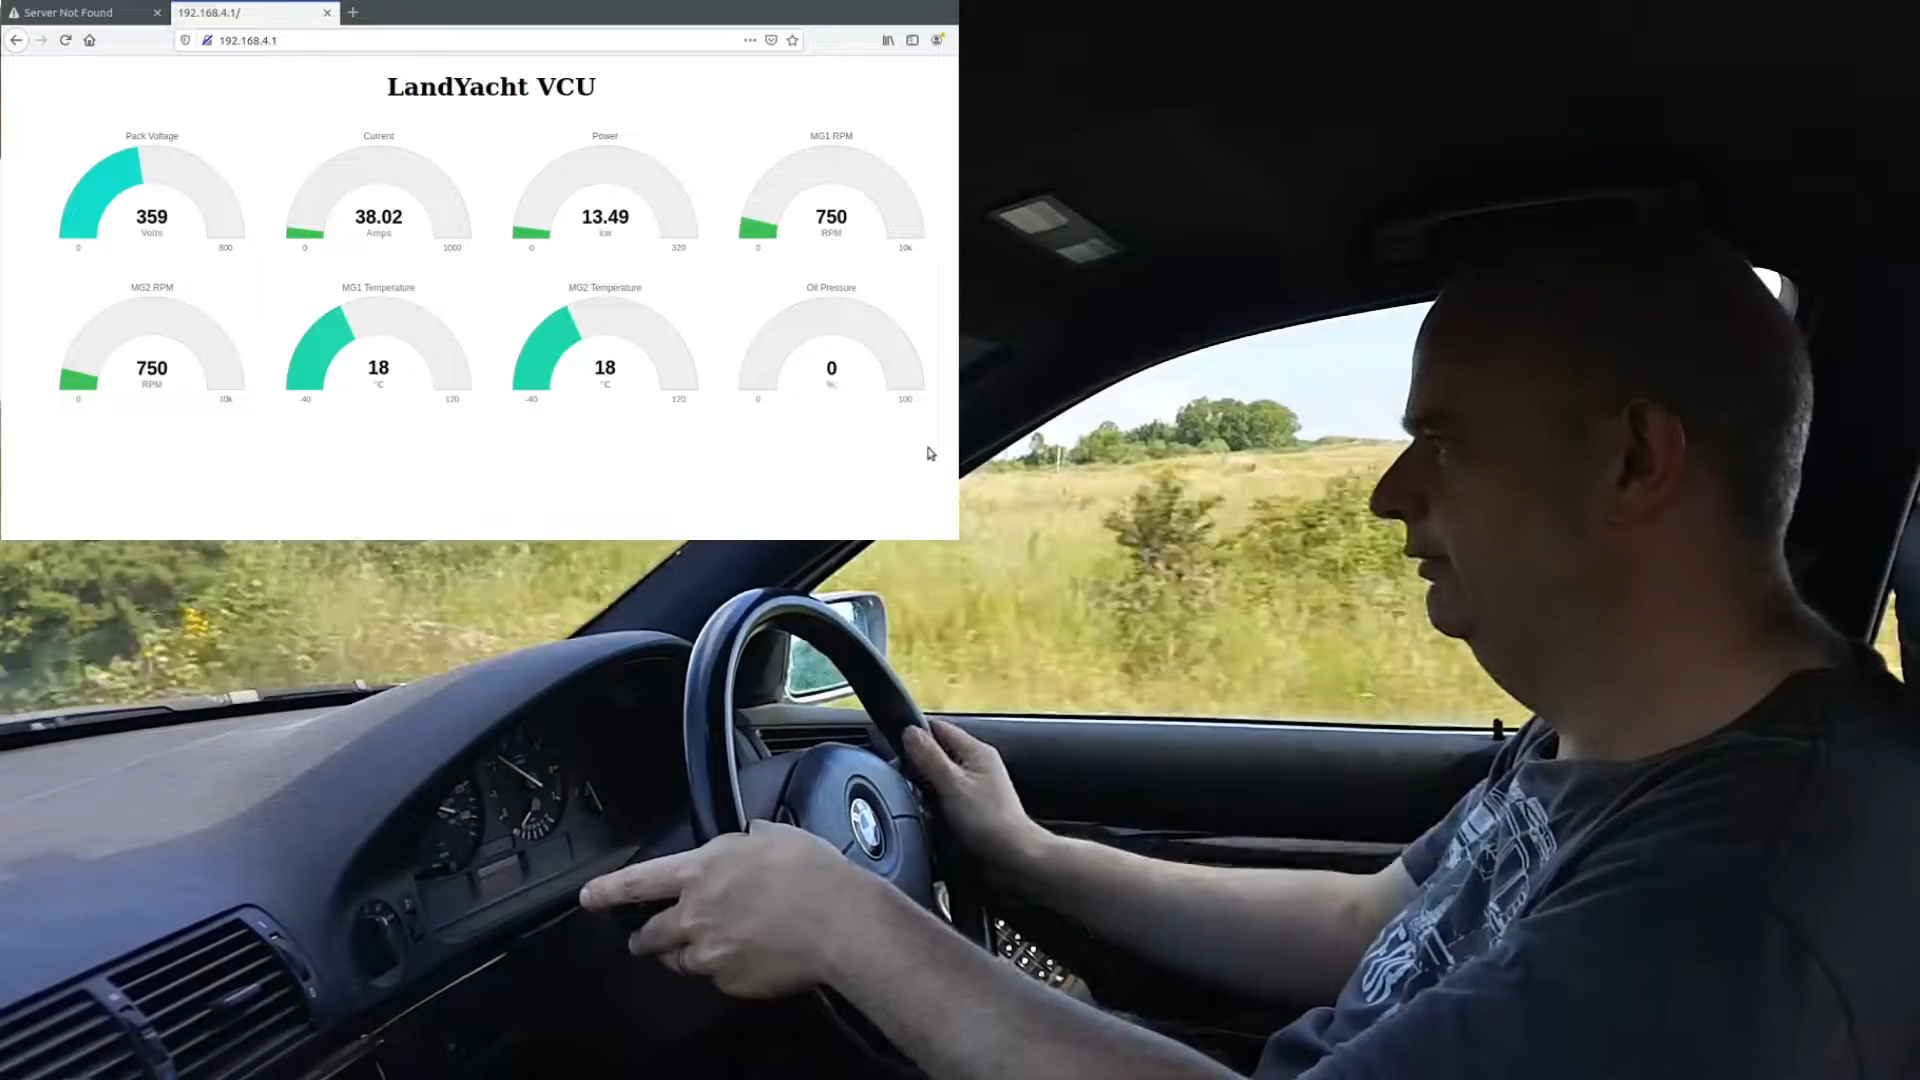 Server Not Found
192.168.4.1/
192.168.4.1
LandYacht VCU
Pack Voltage
359
Volts
0 800
Current
38.02
Amps
0 1000
Power
13.49
kw
0 320
MG1 RPM
750
RPM
0 10k
MG2 RPM
750
RPM
0 10k
MG1 Temperature
18
°C
-40 120
MG2 Temperature
18
°C
-40 120
Oil Pressure
0
%;
0 100